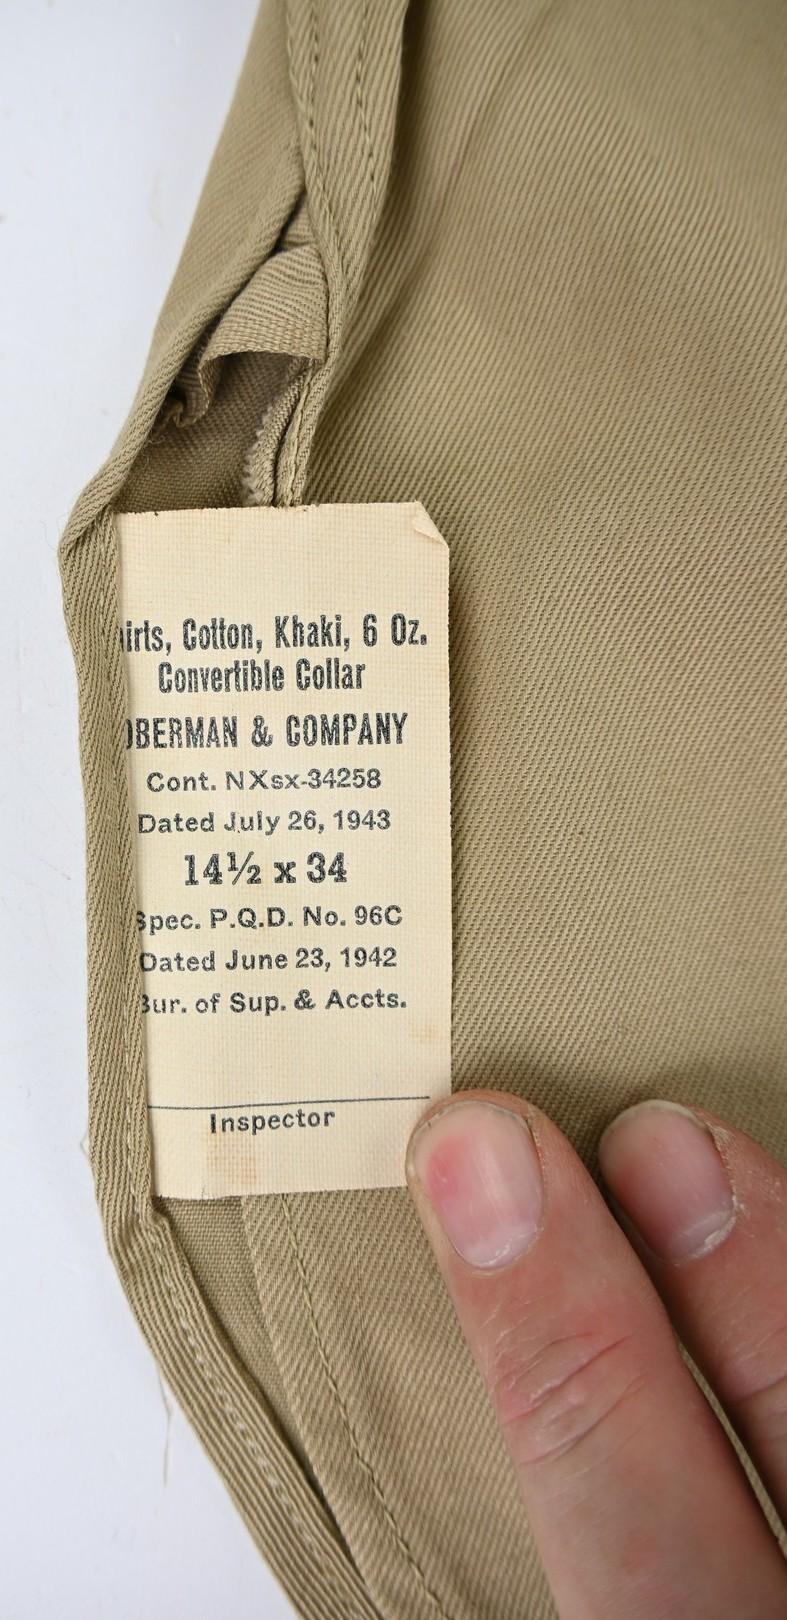 irts, Cotton, Khaki, 6 Oz.
Convertible Collar
OBERMAN & COMPANY
Cont. NXsx-34258
Dated July 26, 1943
14½ x 34
Spec. P.Q.D. No. 96C
Dated June 23, 1942
Bur. of Sup. & Accts.
Inspector